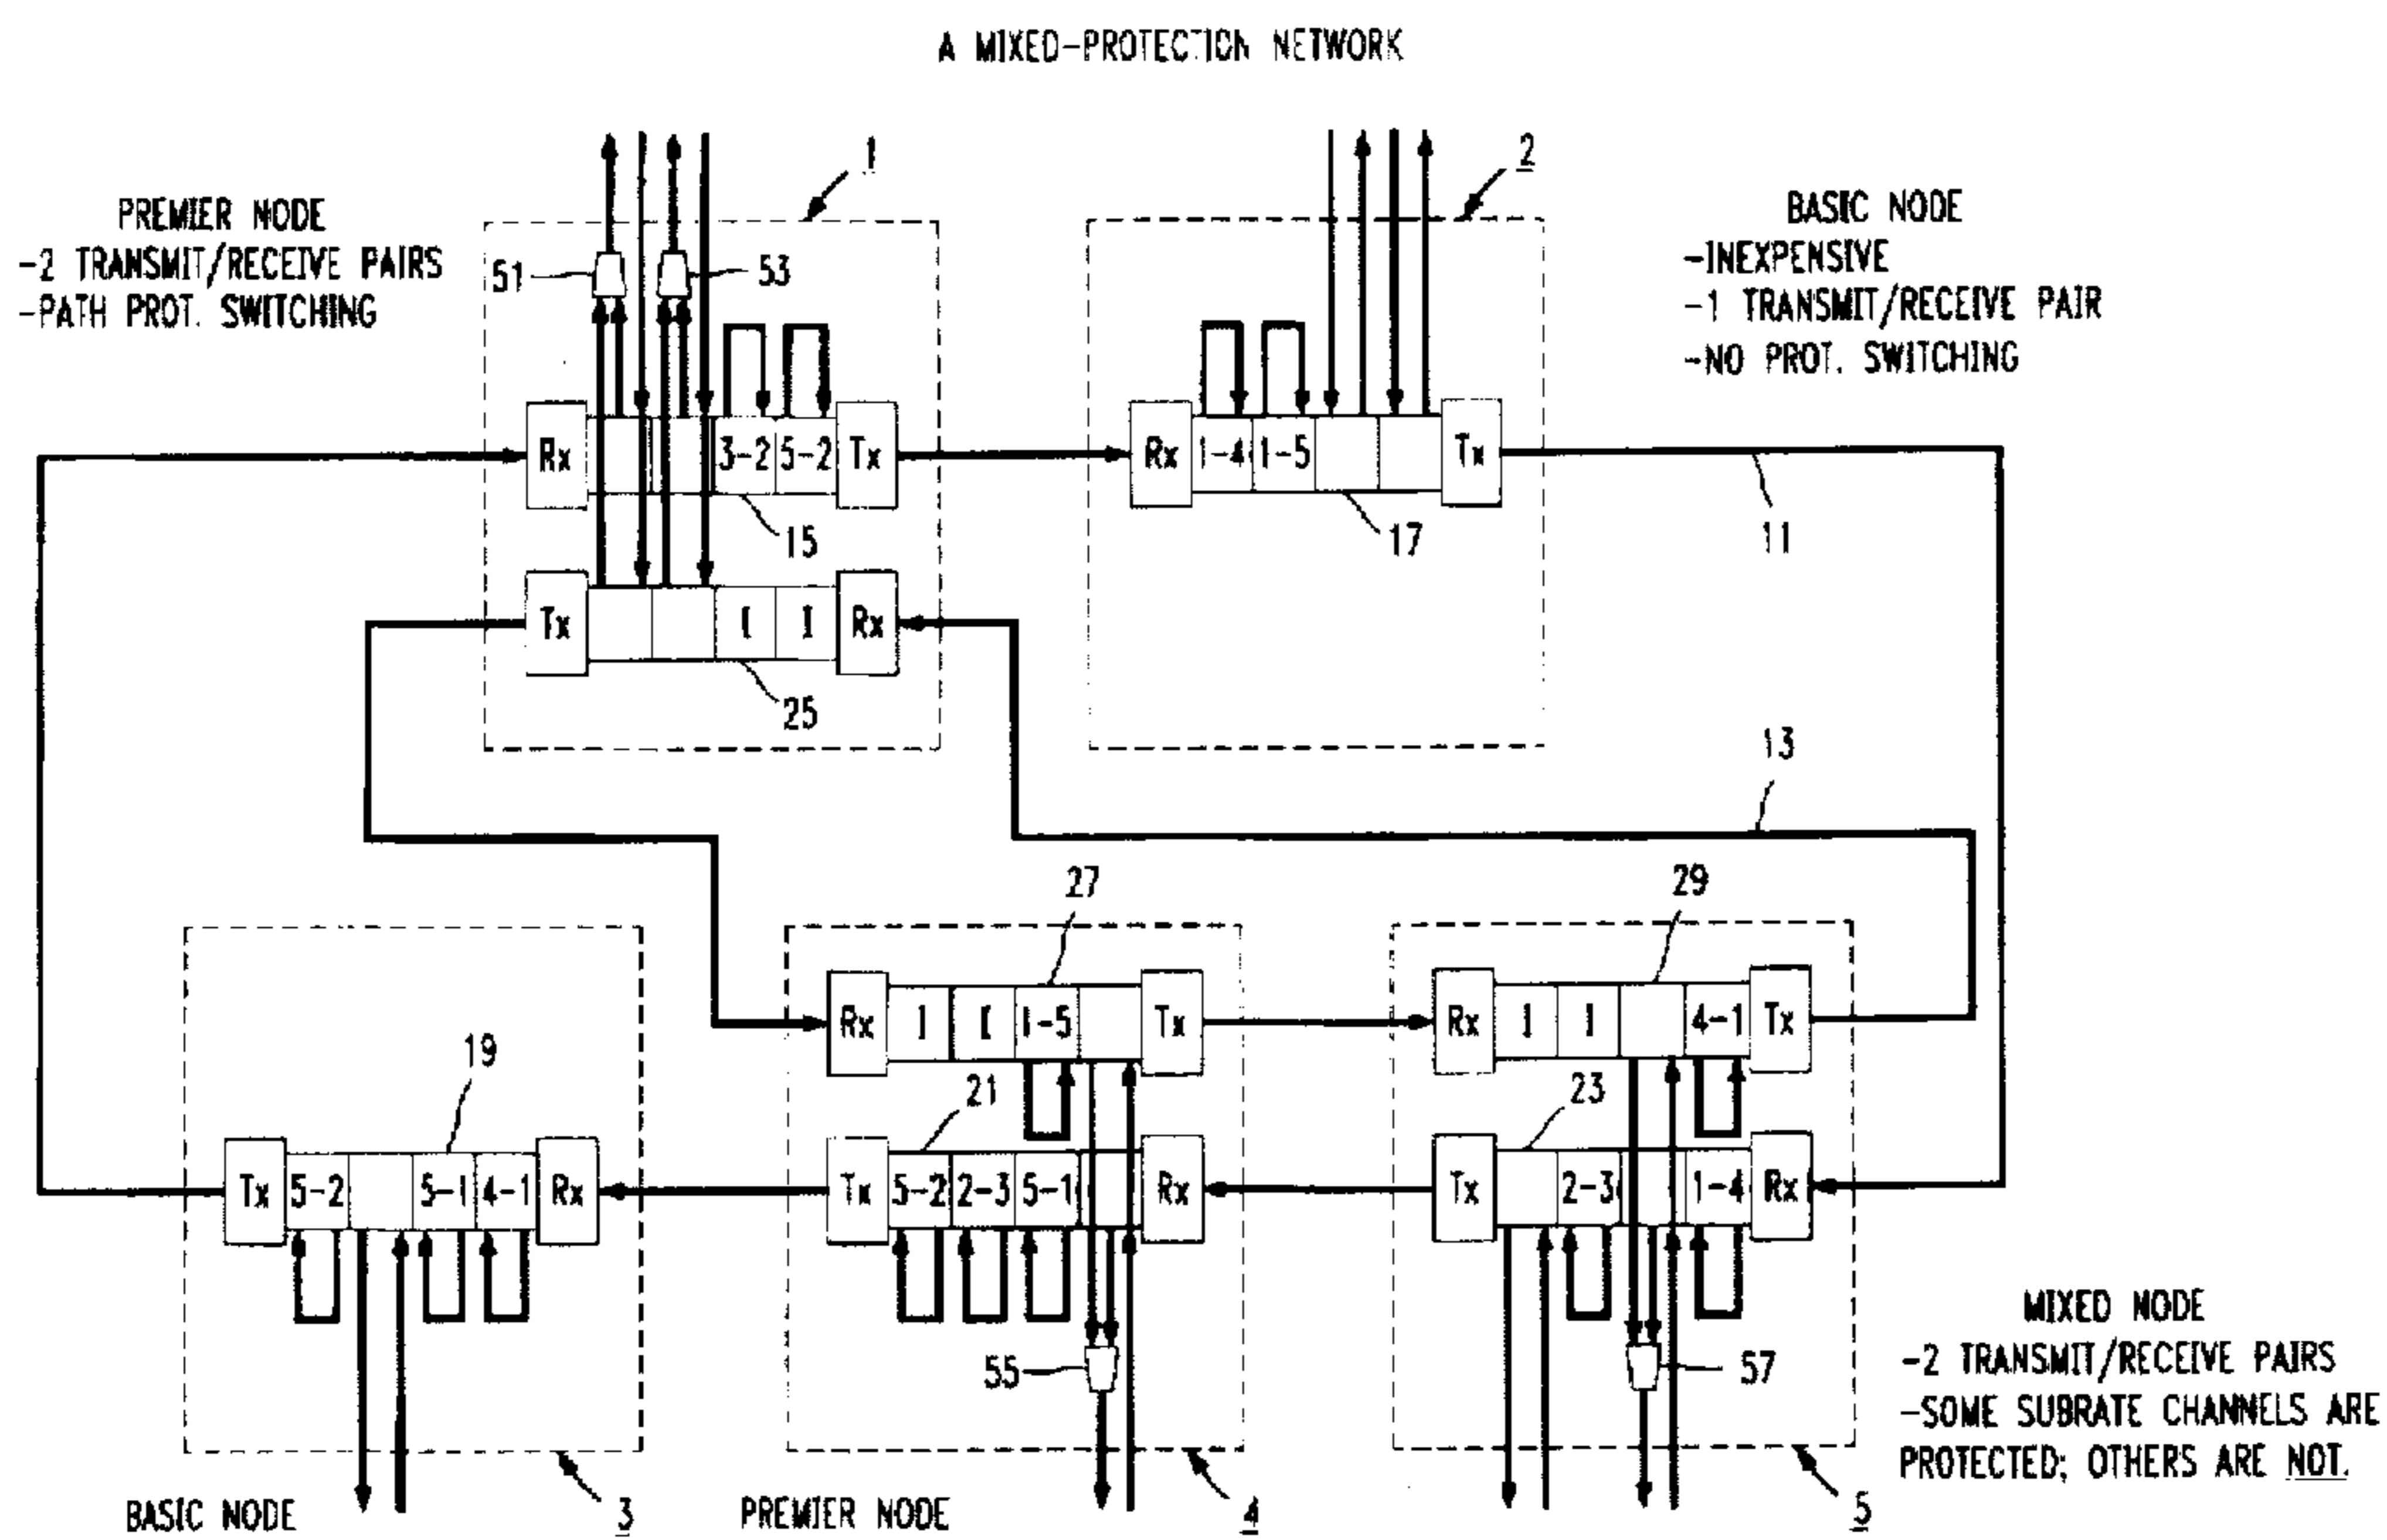 A MIXED-PROTECTION NETWORK
1
2
PREMIER NODE
-2 TRANSMIT/RECEIVE PAIRS
-PATH PROT. SWITCHING
BASIC NODE
-INEXPENSIVE
-1 TRANSMIT/RECEIVE PAIR
-NO PROT. SWITCHING
51
53
Rx 3-2 5-2 Tx
Rx 1-4 1-5 Tx
15
17
11
Tx I I Rx
25
13
27
29
Rx I I 1-5 Tx
Rx I I 4-1 Tx
19
21
23
Tx 5-2 5-1 4-1 Rx
Tx 5-2 2-3 5-1 Rx
Tx 2-3 1-4 Rx
55
57
MIXED NODE
-2 TRANSMIT/RECEIVE PAIRS
-SOME SUBRATE CHANNELS ARE
PROTECTED; OTHERS ARE NOT.
BASIC NODE
3
PREMIER NODE
4
5